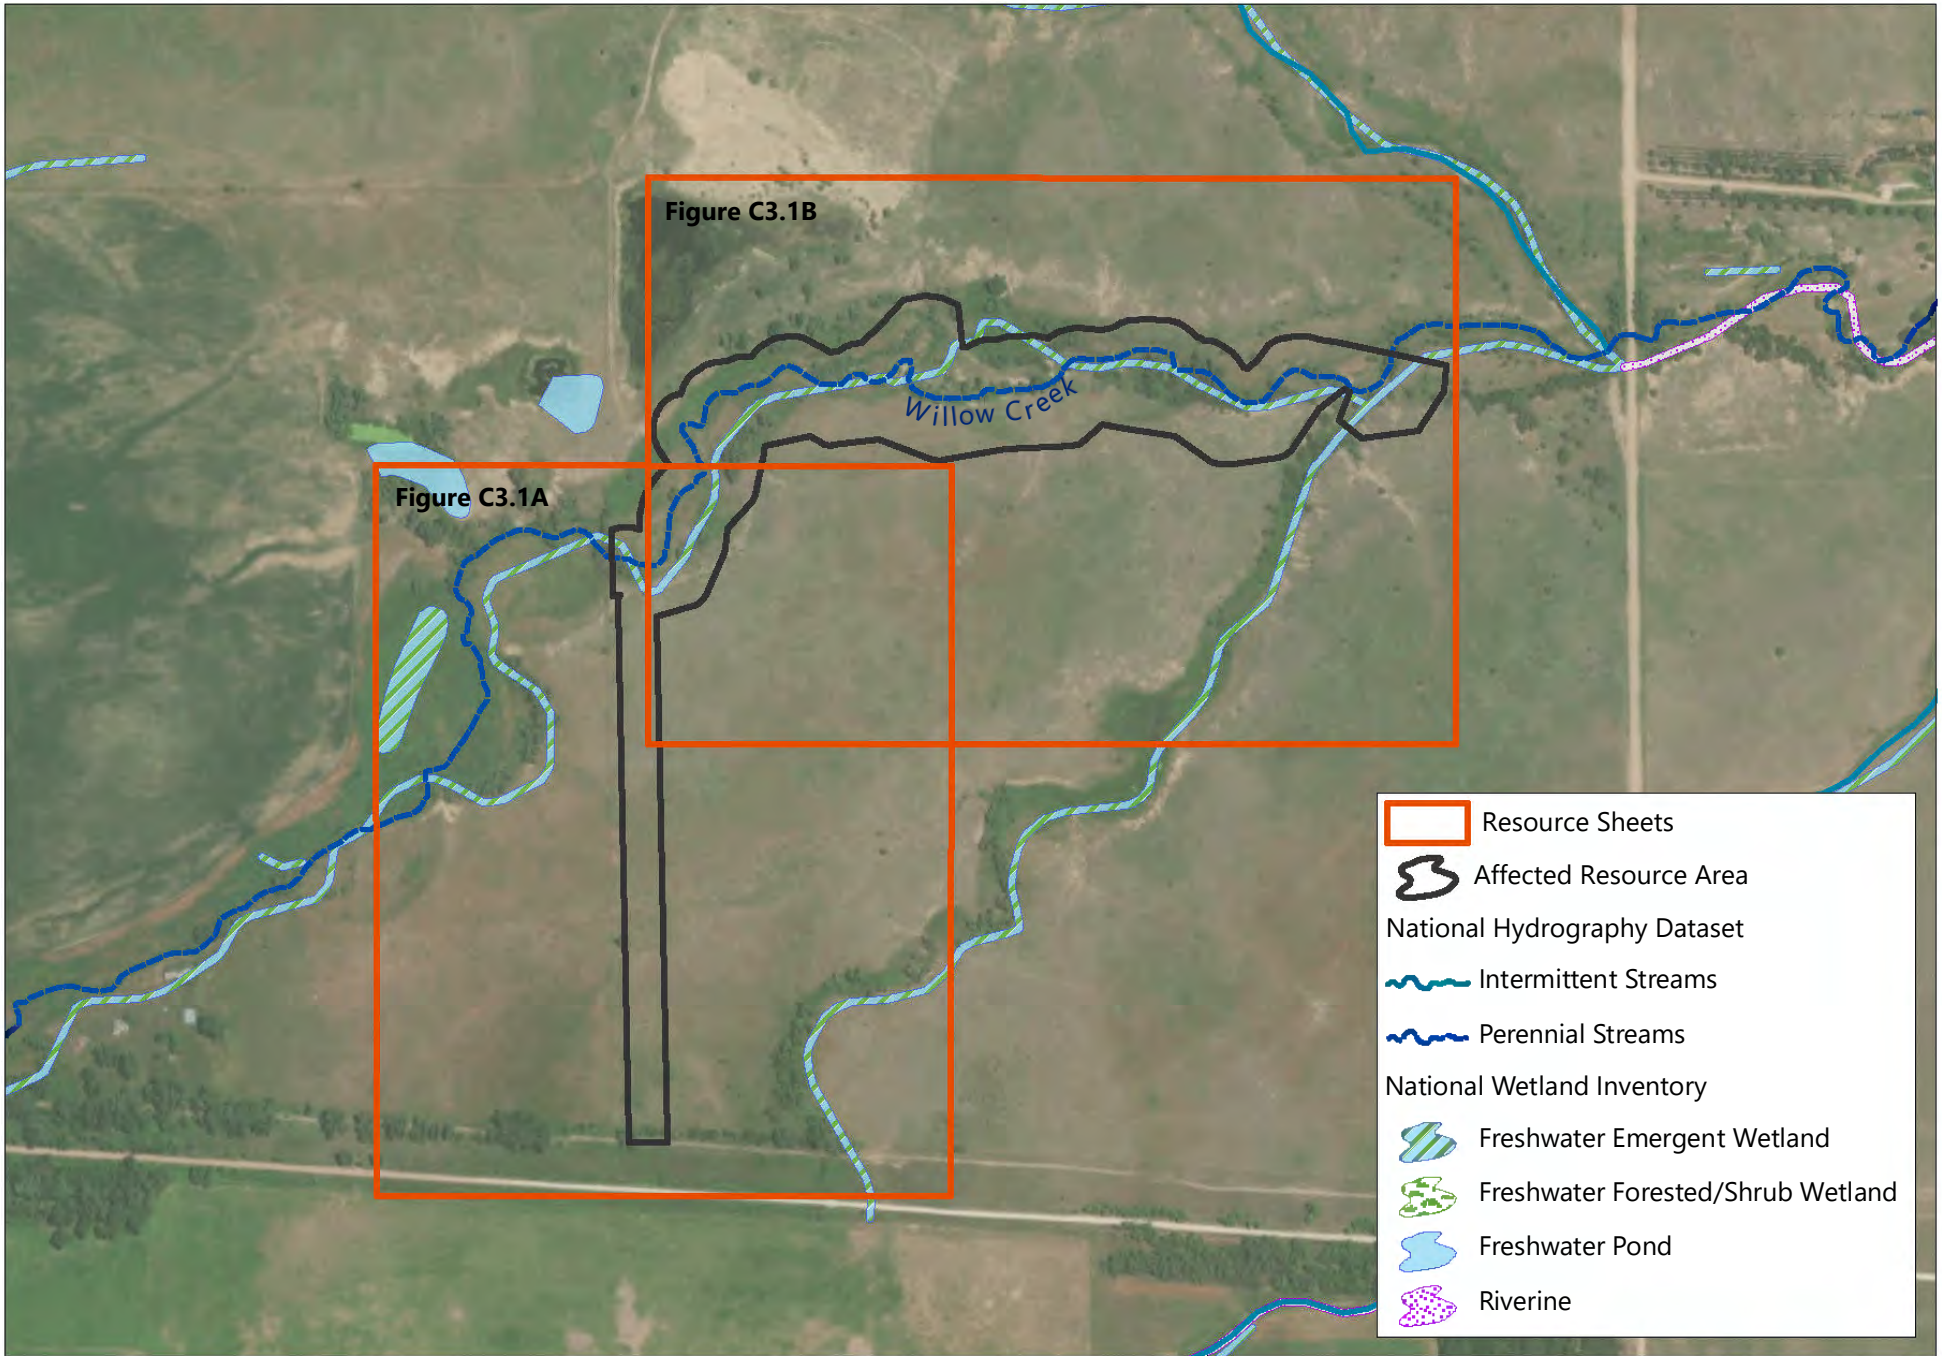 Figure C3.1B
Willow Creek
Figure C3.1A
Resource Sheets
Affected Resource Area
National Hydrography Dataset
Intermittent Streams
Perennial Streams
National Wetland Inventory
Freshwater Emergent Wetland
Freshwater Forested/Shrub Wetland
Freshwater Pond
Riverine